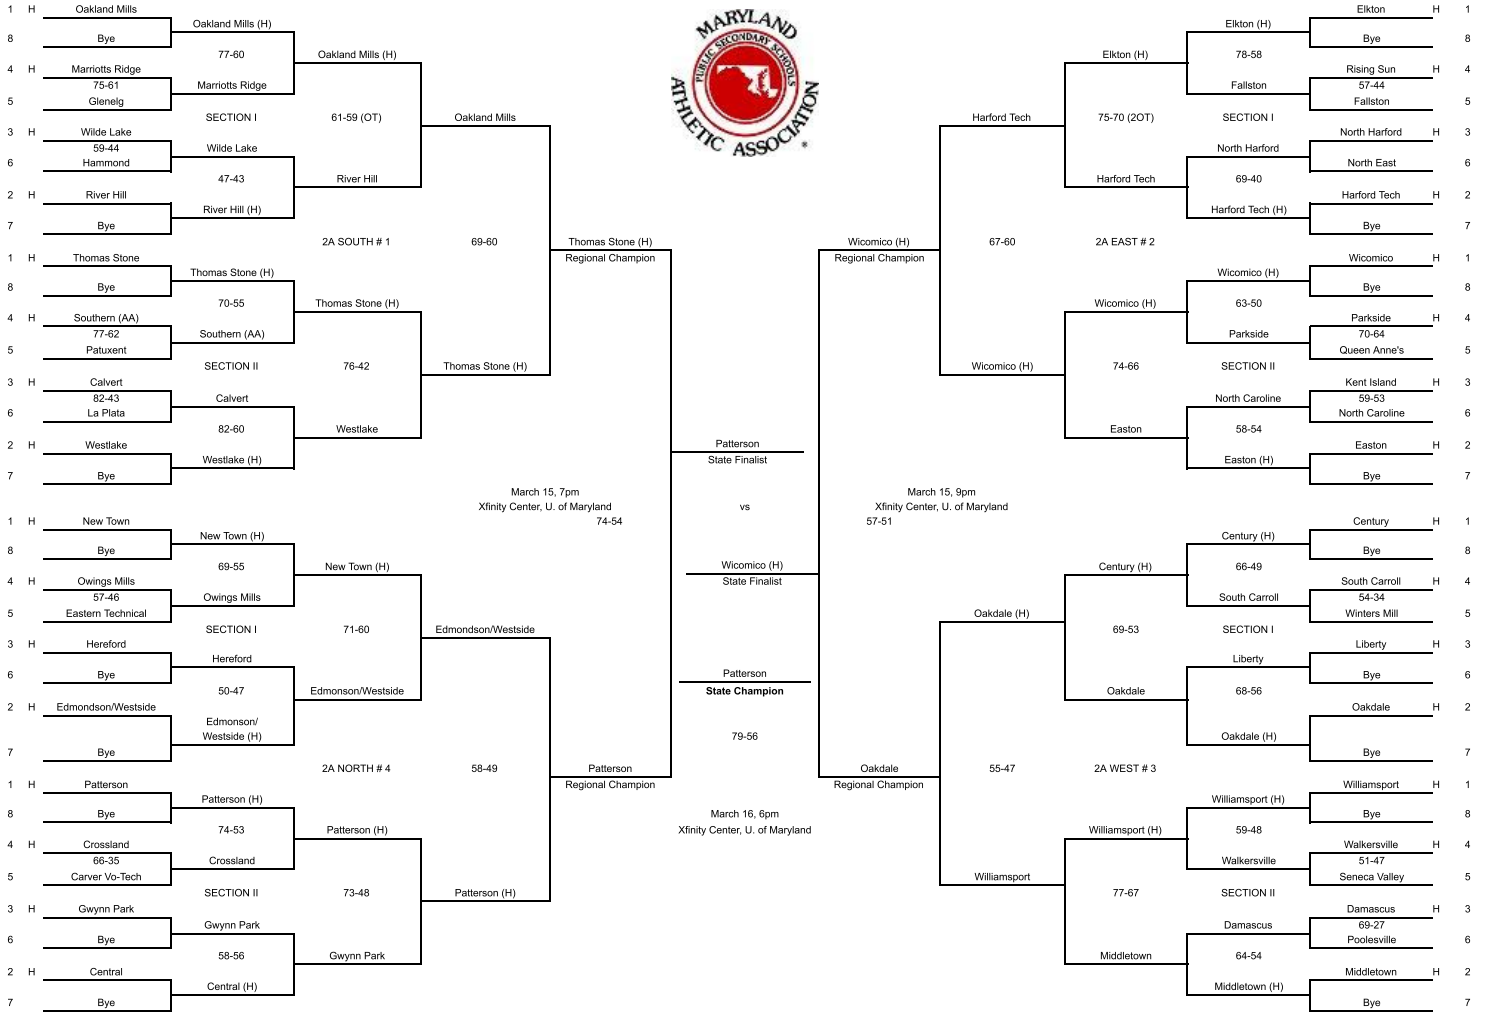 1 H Oakland Mills
8 Bye
4 H Marriotts Ridge
75-61
5 Glenelg
3 H Wilde Lake
59-44
6 Hammond
2 H River Hill
7 Bye
1 H Thomas Stone
8 Bye
4 H Southern (AA)
77-62
5 Patuxent
3 H Calvert
82-43
6 La Plata
2 H Westlake
7 Bye
1 H New Town
8 Bye
4 H Owings Mills
57-46
5 Eastern Technical
3 H Hereford
6 Bye
2 H Edmondson/Westside
7 Bye
1 H Patterson
8 Bye
4 H Crossland
66-35
5 Carver Vo-Tech
3 H Gwynn Park
6 Bye
2 H Central
7 Bye
Oakland Mills (H)
77-60
Marriotts Ridge
SECTION I
Wilde Lake
47-43
River Hill (H)
Thomas Stone (H)
70-55
Southern (AA)
SECTION II
Calvert
82-60
Westlake (H)
New Town (H)
69-55
Owings Mills
SECTION I
Hereford
50-47
Edmonson/
Westside (H)
Patterson (H)
74-53
Crossland
SECTION II
Gwynn Park
58-56
Central (H)
Oakland Mills (H)
61-59 (OT)
River Hill
2A SOUTH # 1
Thomas Stone (H)
76-42
Westlake
New Town (H)
71-60
Edmonson/Westside
2A NORTH # 4
Patterson (H)
73-48
Gwynn Park
Oakland Mills
69-60
Thomas Stone (H)
Edmondson/Westside
58-49
Patterson (H)
Thomas Stone (H)
Regional Champion
March 15, 7pm
Xfinity Center, U. of Maryland
74-54
Patterson
Regional Champion
MARYLAND
PUBLIC SECONDARY SCHOOLS
ATHLETIC ASSOCIATION
®
Patterson
State Finalist
vs
Wicomico (H)
State Finalist
Patterson
State Champion
79-56
March 16, 6pm
Xfinity Center, U. of Maryland
Wicomico (H)
Regional Champion
March 15, 9pm
Xfinity Center, U. of Maryland
57-51
Oakdale
Regional Champion
Harford Tech
67-60
Wicomico (H)
Oakdale (H)
55-47
Williamsport
Elkton (H)
75-70 (2OT)
Harford Tech
2A EAST # 2
Wicomico (H)
74-66
Easton
Century (H)
69-53
Oakdale
2A WEST # 3
Williamsport (H)
77-67
Middletown
Elkton (H)
78-58
Fallston
SECTION I
North Harford
69-40
Harford Tech (H)
Wicomico (H)
63-50
Parkside
SECTION II
North Caroline
58-54
Easton (H)
Century (H)
66-49
South Carroll
SECTION I
Liberty
68-56
Oakdale (H)
Williamsport (H)
59-48
Walkersville
SECTION II
Damascus
64-54
Middletown (H)
Elkton H 1
Bye 8
Rising Sun H 4
57-44
Fallston 5
North Harford H 3
North East 6
Harford Tech H 2
Bye 7
Wicomico H 1
Bye 8
Parkside H 4
70-64
Queen Anne's 5
Kent Island H 3
59-53
North Caroline 6
Easton H 2
Bye 7
Century H 1
Bye 8
South Carroll H 4
54-34
Winters Mill 5
Liberty H 3
Bye 6
Oakdale H 2
Bye 7
Williamsport H 1
Bye 8
Walkersville H 4
51-47
Seneca Valley 5
Damascus H 3
69-27
Poolesville 6
Middletown H 2
Bye 7